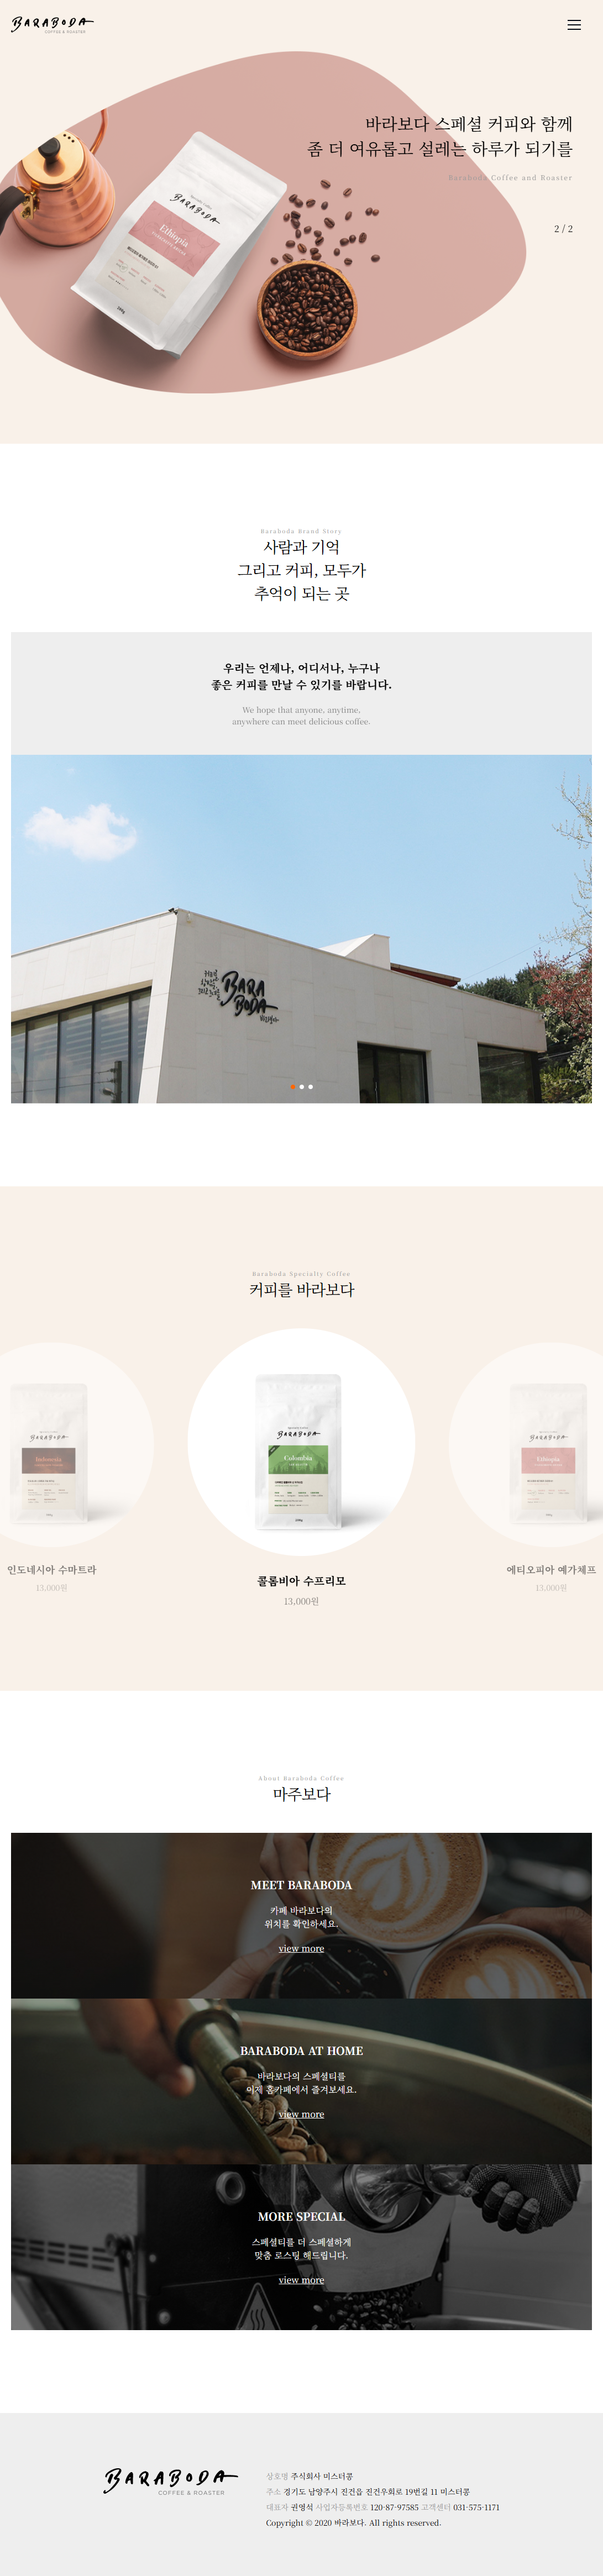 BARABODA
COFFEE & ROASTER
바라보다 스페셜 커피와 함께
좀 더 여유롭고 설레는 하루가 되기를
Baraboda Coffee and Roaster
2 / 2
BARABODA
Ethiopia
Baraboda Brand Story
사람과 기억
그리고 커피, 모두가
추억이 되는 곳
우리는 언제나, 어디서나, 누구나
좋은 커피를 만날 수 있기를 바랍니다.
We hope that anyone, anytime,
anywhere can meet delicious coffee.
BARA
BODA
Baraboda Specialty Coffee
커피를 바라보다
BARABODA
Indonesia
인도네시아 수마트라
13,000원
BARABODA
Colombia
콜롬비아 수프리모
13,000원
BARABODA
Ethiopia
에티오피아 예가체프
13,000원
About Baraboda Coffee
마주보다
MEET BARABODA
카페 바라보다의
위치를 확인하세요.
view more
BARABODA AT HOME
바라보다의 스페셜티를
이제 홈카페에서 즐겨보세요.
view more
MORE SPECIAL
스페셜티를 더 스페셜하게
맞춤 로스팅 해드립니다.
view more
BARABODA
COFFEE & ROASTER
상호명 주식회사 미스터콩
주소 경기도 남양주시 진건읍 진건우회로 19번길 11 미스터콩
대표자 권영석 사업자등록번호 120-87-97585 고객센터 031-575-1171
Copyright © 2020 바라보다. All rights reserved.